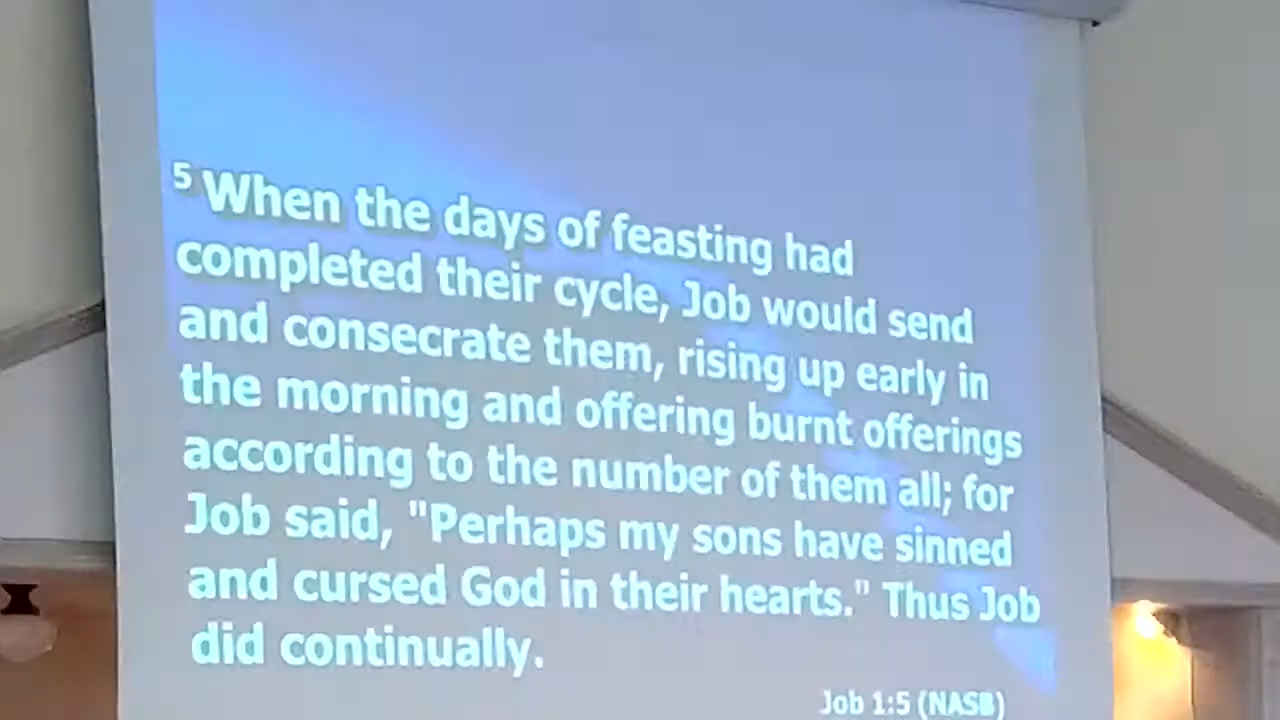 5 When the days of feasting had
completed their cycle, Job would send
and consecrate them, rising up early in
the morning and offering burnt offerings
according to the number of them all; for
Job said, "Perhaps my sons have sinned
and cursed God in their hearts." Thus Job
did continually.
Job 1:5 (NASB)